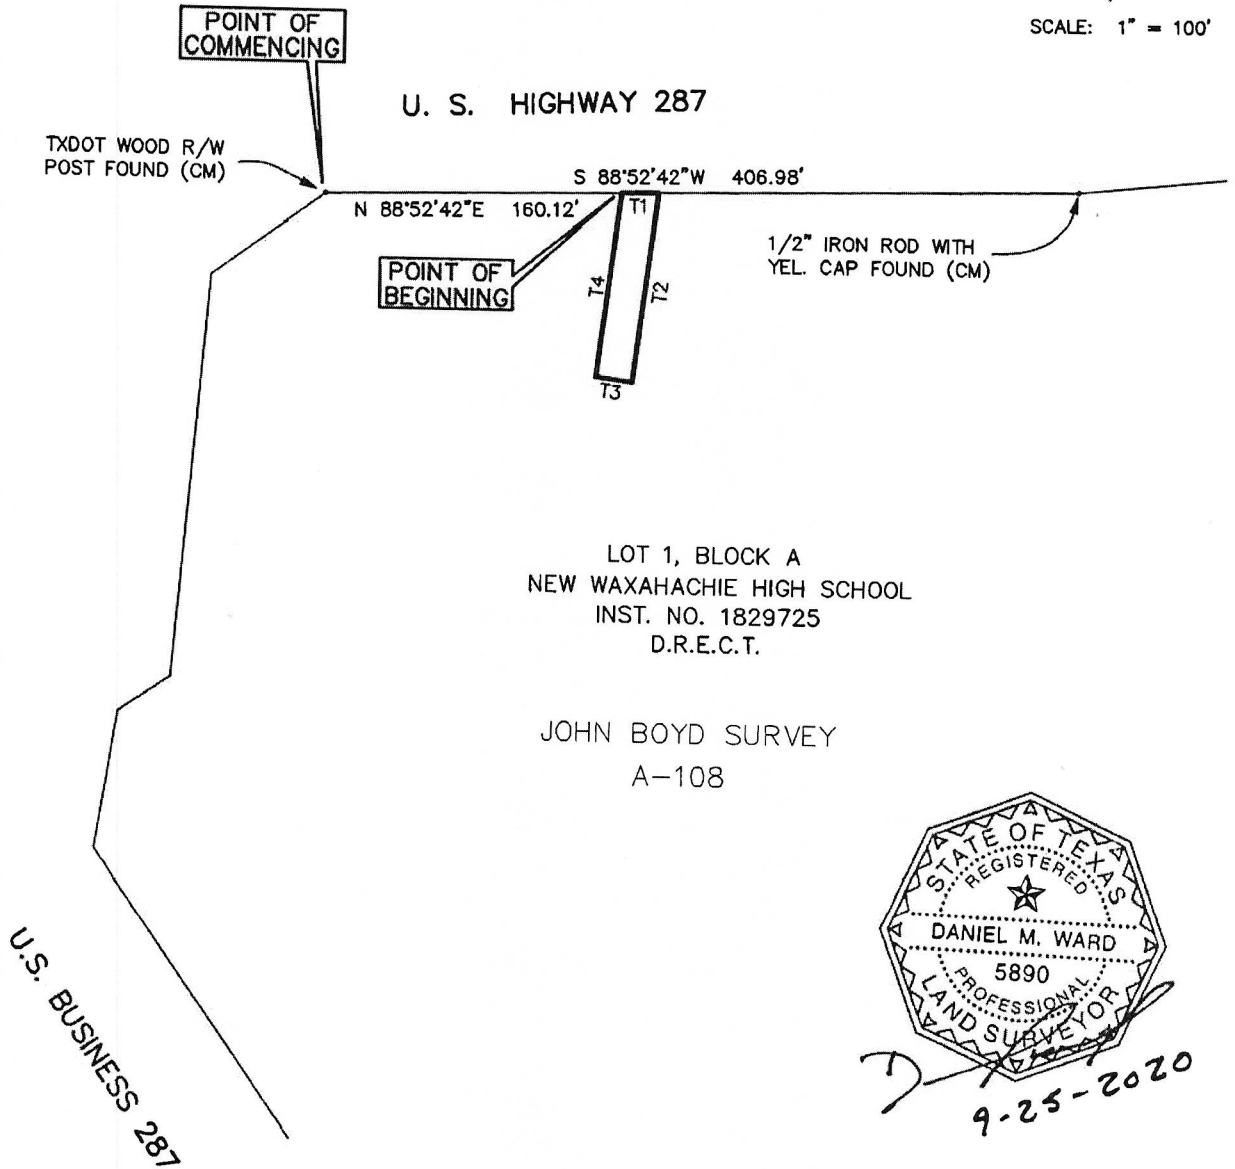 POINT OF
COMMENCING
SCALE: 1" = 100'
U. S. HIGHWAY 287
TXDOT WOOD R/W
POST FOUND (CM)
S 88°52'42"W 406.98'
N 88°52'42"E 160.12'
T1
1/2" IRON ROD WITH
YEL. CAP FOUND (CM)
POINT OF
BEGINNING
T4
T2
T3
LOT 1, BLOCK A
NEW WAXAHACHIE HIGH SCHOOL
INST. NO. 1829725
D.R.E.C.T.
JOHN BOYD SURVEY
A-108
STATE OF TEXAS
REGISTERED
DANIEL M. WARD
5890
PROFESSIONAL
LAND SURVEYOR
9-25-2020
U.S. BUSINESS 287